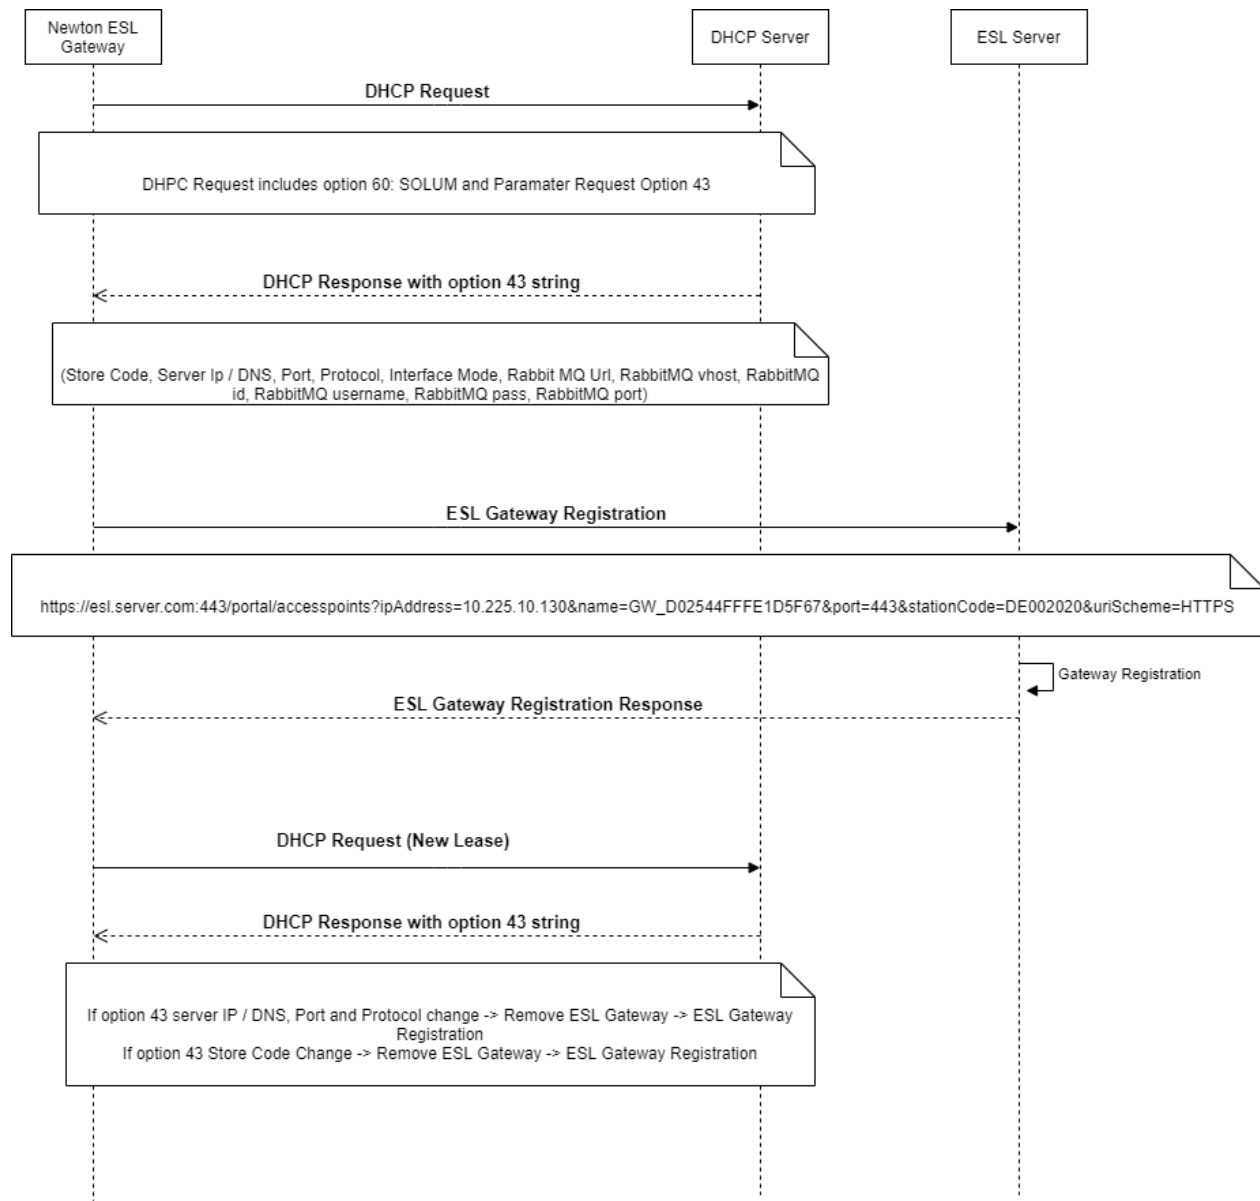 Newton ESL
Gateway
DHCP Server
ESL Server
DHCP Request
DHPC Request includes option 60: SOLUM and Paramater Request Option 43
DHCP Response with option 43 string
(Store Code, Server Ip / DNS, Port, Protocol, Interface Mode, Rabbit MQ Url, RabbitMQ vhost, RabbitMQ
id, RabbitMQ username, RabbitMQ pass, RabbitMQ port)
ESL Gateway Registration
https://esl.server.com:443/portal/accesspoints?ipAddress=10.225.10.130&name=GW_D02544FFFE1D5F67&port=443&stationCode=DE002020&uriScheme=HTTPS
Gateway Registration
ESL Gateway Registration Response
DHCP Request (New Lease)
DHCP Response with option 43 string
If option 43 server IP / DNS, Port and Protocol change -> Remove ESL Gateway -> ESL Gateway
Registration
If option 43 Store Code Change -> Remove ESL Gateway -> ESL Gateway Registration